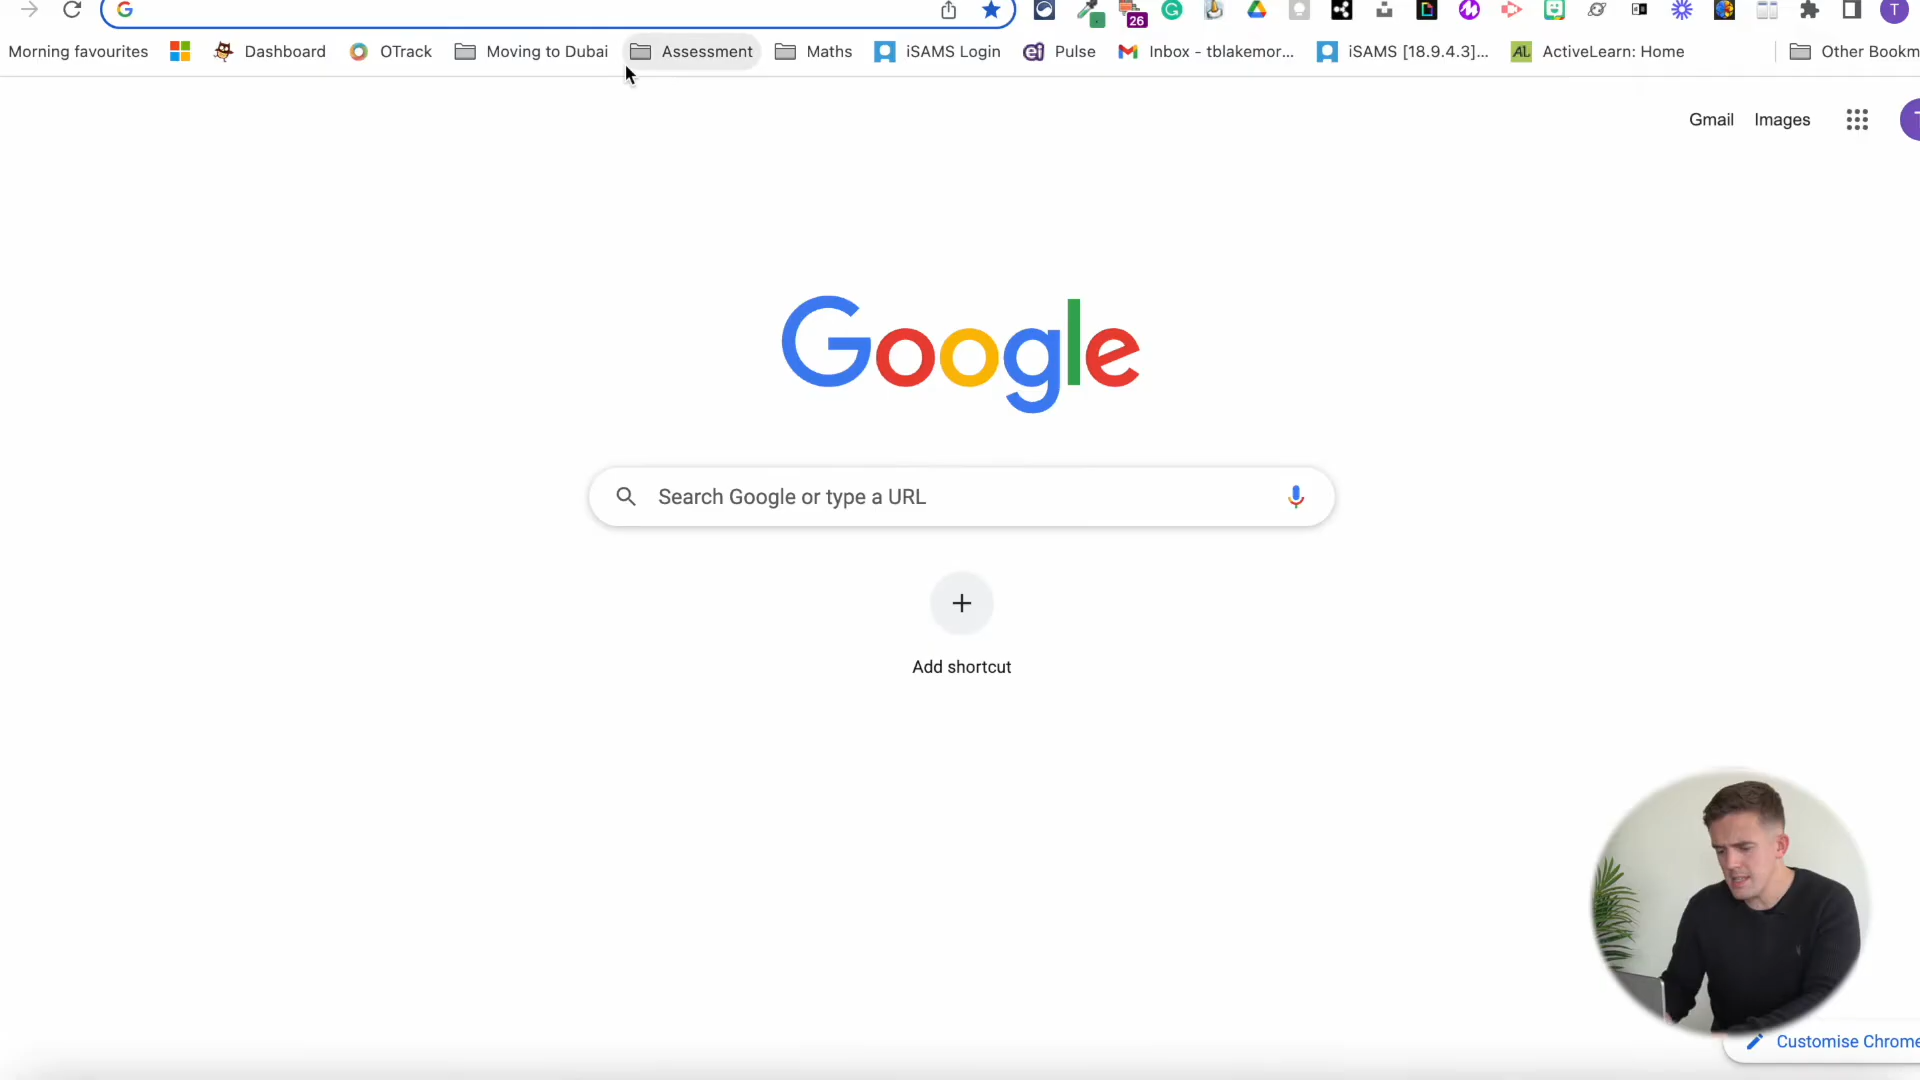 26
T
Morning favourites Dashboard OTrack Moving to Dubai Assessment Maths iSAMS Login Pulse Inbox - tblakemor... iSAMS [18.9.4.3]... ActiveLearn: Home Other Bookm
Gmail Images
Google
Search Google or type a URL
Add shortcut
Customise Chrome